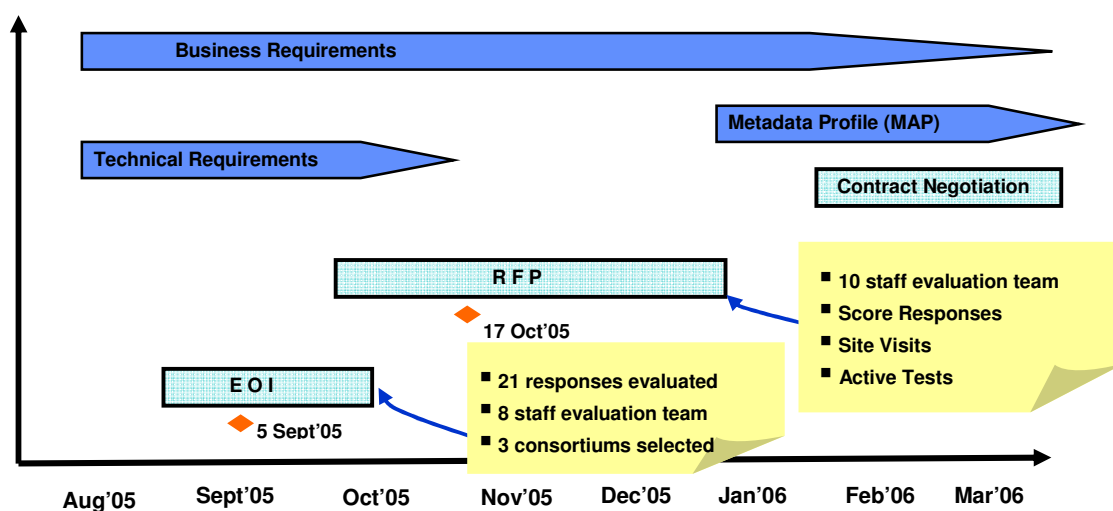 Business Requirements
Metadata Profile (MAP)
Technical Requirements
Contract Negotiation
R F P
▪ 10 staff evaluation team
▪ Score Responses
▪ Site Visits
▪ Active Tests
17 Oct'05
E O I
▪ 21 responses evaluated
▪ 8 staff evaluation team
▪ 3 consortiums selected
5 Sept'05
Aug'05 Sept'05 Oct'05 Nov'05 Dec'05 Jan'06 Feb'06 Mar'06